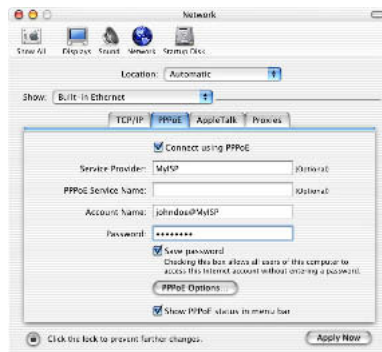 Network
Show All Displays Sound Network Startup Disk
Location: Automatic
Show: Built-in Ethernet
TCP/IP PPPoE AppleTalk Proxies
Connect using PPPoE
Service Provider: MyISP (Optional)
PPPoE Service Name: (Optional)
Account Name: johndoe@MyISP
Password: ••••••••
Save password
Checking this box allows all users of this computer to
access this Internet account without entering a password.
PPPoE Options...
Show PPPoE status in menu bar
Click the lock to prevent further changes. Apply Now